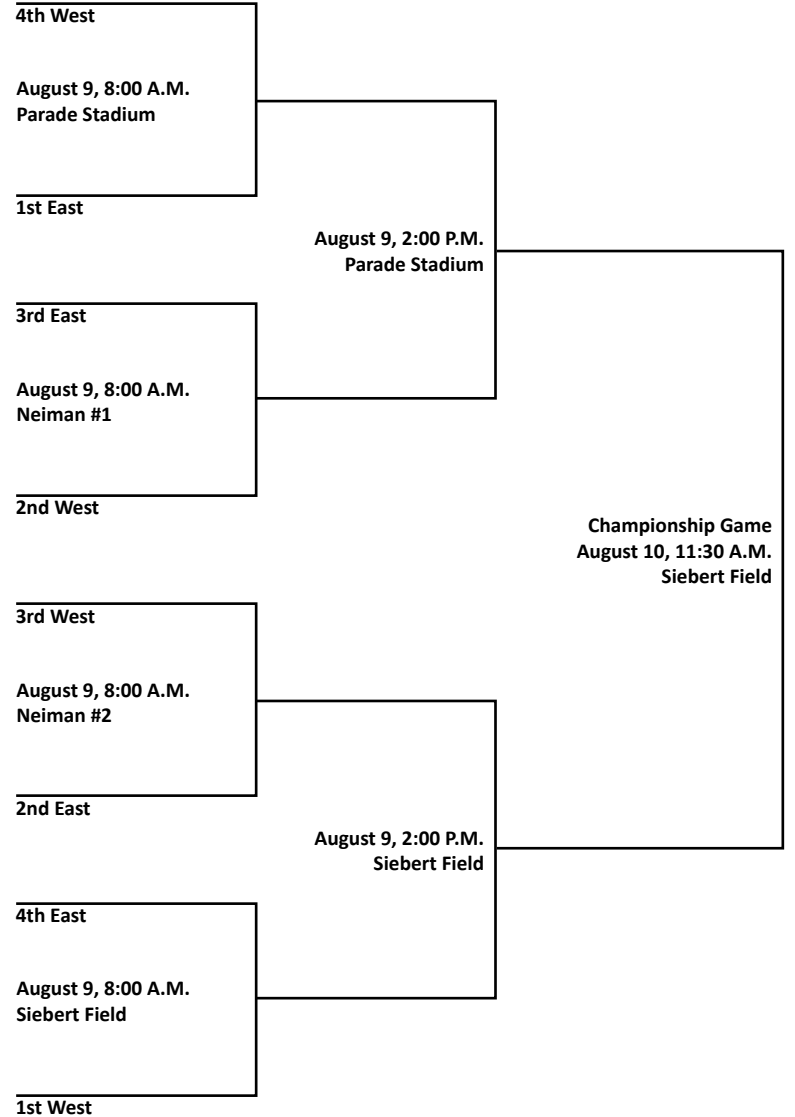 4th West
August 9, 8:00 A.M.
Parade Stadium
1st East
August 9, 2:00 P.M.
Parade Stadium
3rd East
August 9, 8:00 A.M.
Neiman #1
2nd West
Championship Game
August 10, 11:30 A.M.
Siebert Field
3rd West
August 9, 8:00 A.M.
Neiman #2
2nd East
August 9, 2:00 P.M.
Siebert Field
4th East
August 9, 8:00 A.M.
Siebert Field
1st West